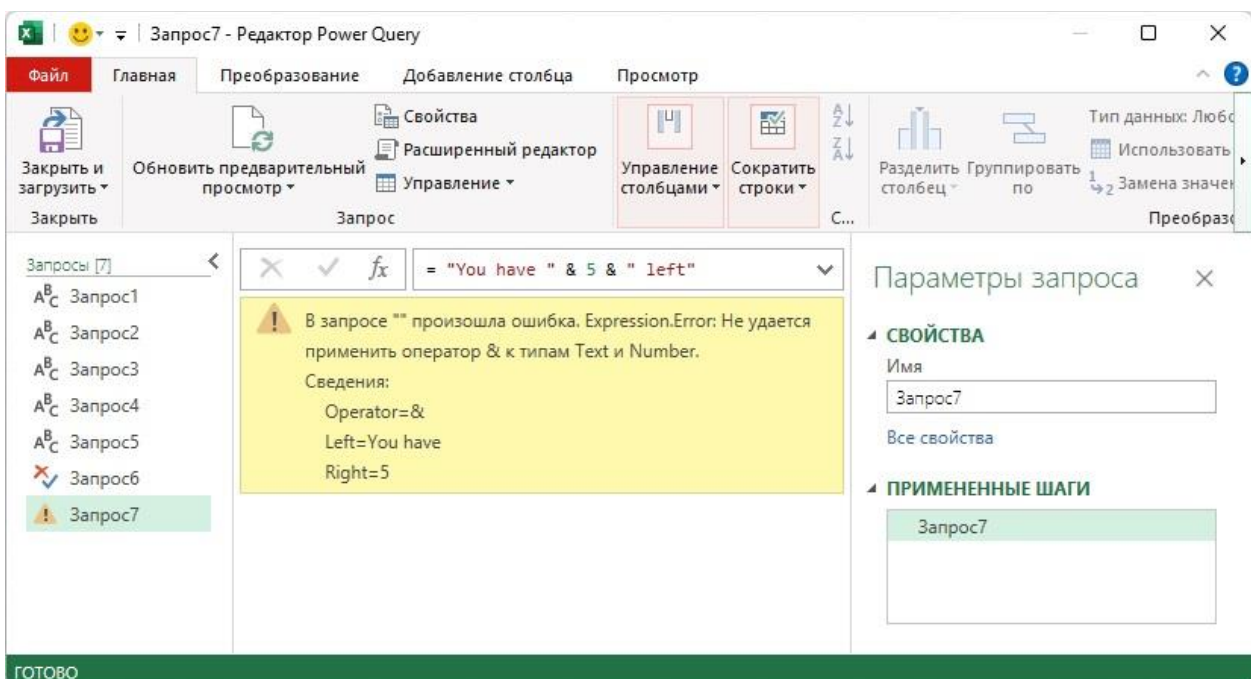 Запрос7 - Редактор Power Query
Файл
Главная
Преобразование
Добавление столбца
Просмотр
Закрыть и
загрузить
Закрыть
Обновить предварительный
просмотр
Свойства
Расширенный редактор
Управление
Запрос
Управление
столбцами
Сократить
строки
С...
Разделить
столбец
Группировать
по
Тип данных: Любо
Использовать
Замена значен
Преобразо
Запросы [7]
Запрос1
Запрос2
Запрос3
Запрос4
Запрос5
Запрос6
Запрос7
fx
= "You have " & 5 & " left"
В запросе "" произошла ошибка. Expression.Error: Не удается
применить оператор & к типам Text и Number.
Сведения:
Operator=&
Left=You have
Right=5
Параметры запроса
СВОЙСТВА
Имя
Запрос7
Все свойства
ПРИМЕНЕННЫЕ ШАГИ
Запрос7
ГОТОВО